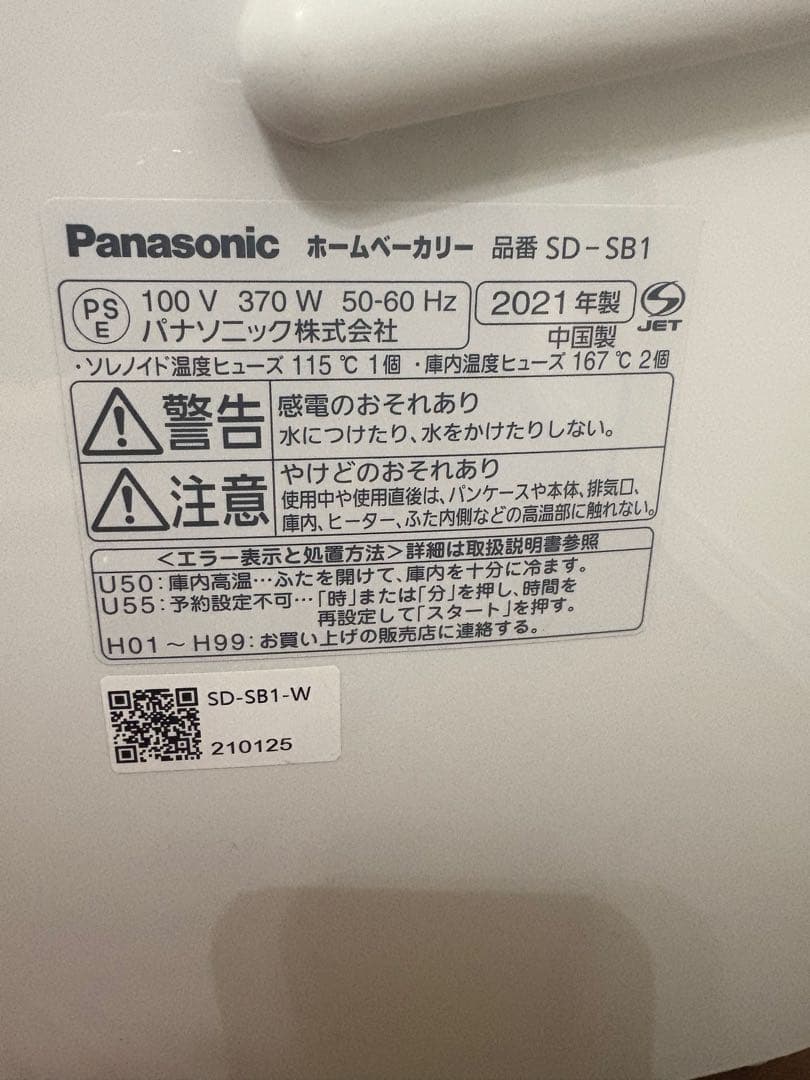 Panasonic ホームベーカリー 品番 SD-SB1
PS E 100 V 370 W 50-60 Hz 2021年製
パナソニック株式会社 中国製 JET
・ソレノイド温度ヒューズ 115 ℃ 1個 ・庫内温度ヒューズ 167 ℃ 2個
警告 感電のおそれあり
水につけたり、水をかけたりしない。
注意 やけどのおそれあり
使用中や使用直後は、パンケースや本体、排気口、
庫内、ヒーター、ふた内側などの高温部に触れない。
<エラー表示と処置方法>詳細は取扱説明書参照
U50:庫内高温…ふたを開けて、庫内を十分に冷ます。
U55:予約設定不可…「時」または「分」を押し、時間を
再設定して「スタート」を押す。
H01~H99:お買い上げの販売店に連絡する。
SD-SB1-W
210125